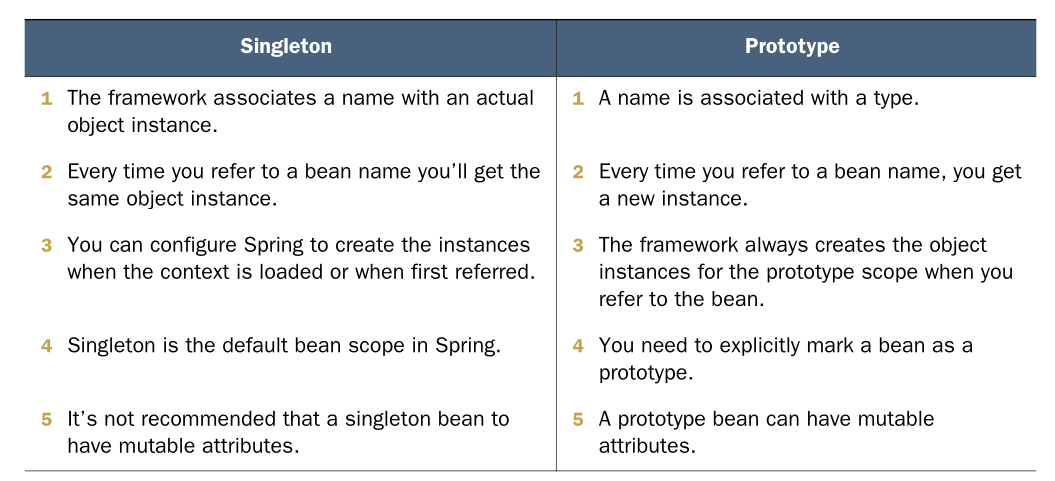 Singleton
Prototype
1 The framework associates a name with an actual
object instance.
1 A name is associated with a type.
2 Every time you refer to a bean name you’ll get the
same object instance.
2 Every time you refer to a bean name, you get
a new instance.
3 You can configure Spring to create the instances
when the context is loaded or when first referred.
3 The framework always creates the object
instances for the prototype scope when you
refer to the bean.
4 Singleton is the default bean scope in Spring.
4 You need to explicitly mark a bean as a
prototype.
5 It’s not recommended that a singleton bean to
have mutable attributes.
5 A prototype bean can have mutable
attributes.